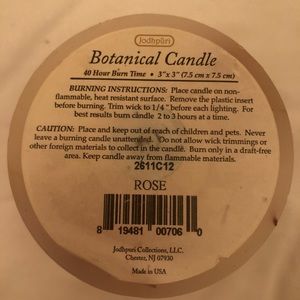 Jodhpuri
Botanical Candle
40 Hour Burn Time • 3"x 3" (7.5 cm x 7.5 cm)
BURNING INSTRUCTIONS: Place candle on non-
flammable, heat resistant surface. Remove the plastic insert
before burning. Trim wick to 1/4" before each lighting. For
best results burn candle 2 to 3 hours at a time.
CAUTION: Place and keep out of reach of children and pets. Never
leave a burning candle unattended. Do not allow wick trimmings or
other foreign materials to collect in the candle. Burn only in a draft-free
area. Keep candle away from flammable materials.
2611C12
ROSE
8 19481 00706 0
Jodhpuri Collections, LLC.
Chester, NJ 07930
Made in USA